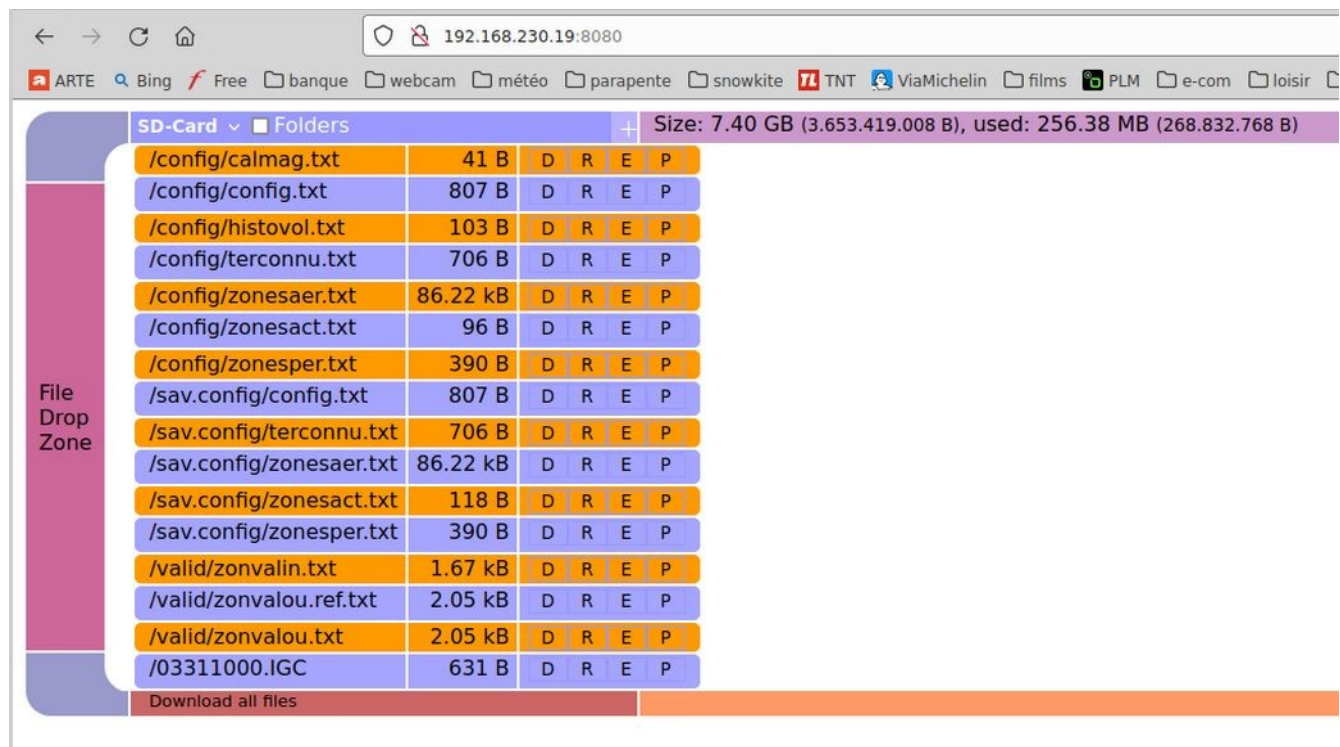 192.168.230.19:8080
ARTE Bing Free banque webcam météo parapente snowkite TNT ViaMichelin films PLM e-com loisir
SD-Card Folders + Size: 7.40 GB (3.653.419.008 B), used: 256.38 MB (268.832.768 B)
/config/calmag.txt 41 B D R E P
/config/config.txt 807 B D R E P
/config/histovol.txt 103 B D R E P
/config/terconnu.txt 706 B D R E P
/config/zonesaer.txt 86.22 kB D R E P
/config/zonesact.txt 96 B D R E P
/config/zonesper.txt 390 B D R E P
/sav.config/config.txt 807 B D R E P
/sav.config/terconnu.txt 706 B D R E P
/sav.config/zonesaer.txt 86.22 kB D R E P
/sav.config/zonesact.txt 118 B D R E P
/sav.config/zonesper.txt 390 B D R E P
/valid/zonvalin.txt 1.67 kB D R E P
/valid/zonvalou.ref.txt 2.05 kB D R E P
/valid/zonvalou.txt 2.05 kB D R E P
/03311000.IGC 631 B D R E P
File
Drop
Zone
Download all files